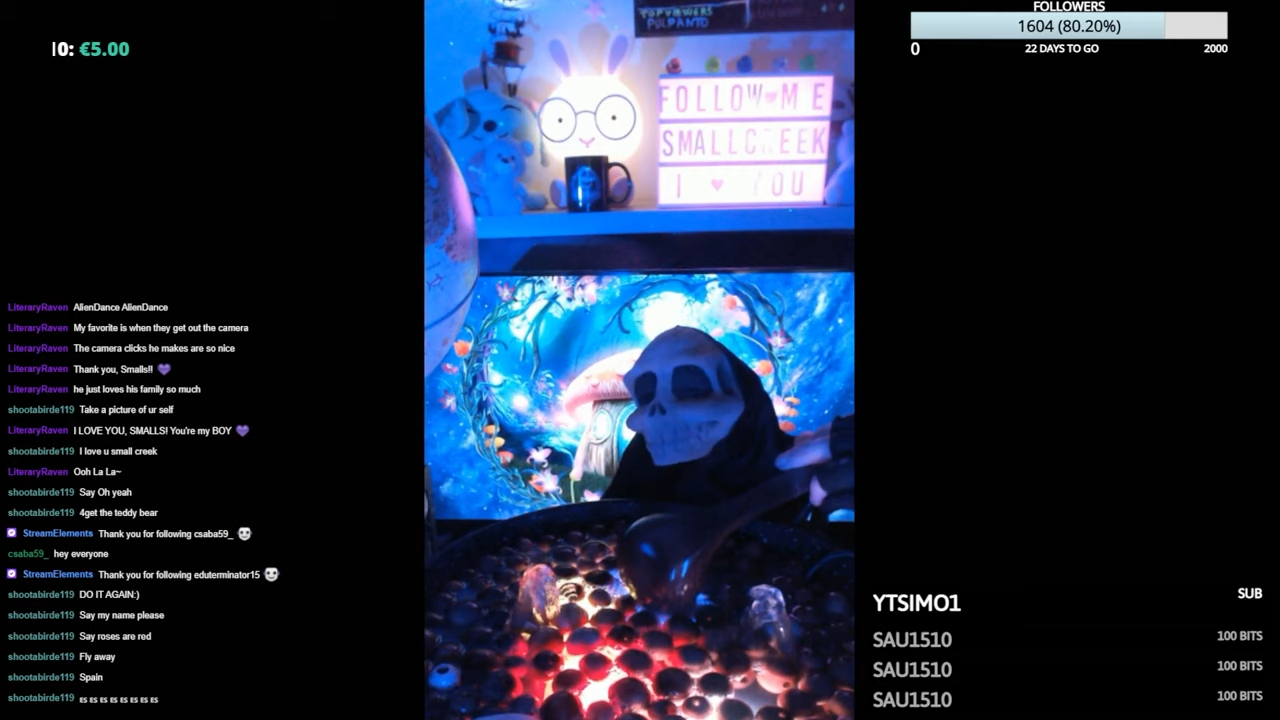 0: €5.00
FOLLOWERS
1604 (80.20%)
0 22 DAYS TO GO 2000
TOPVIEWERS
PULPANTO
FOLLOW♥ME
SMALLCREEK
I ♥ YOU
LiteraryRaven AlienDance AlienDance
LiteraryRaven My favorite is when they get out the camera
LiteraryRaven The camera clicks he makes are so nice
LiteraryRaven Thank you, Smalls!! 💜
LiteraryRaven he just loves his family so much
shootabirde119 Take a picture of ur self
LiteraryRaven I LOVE YOU, SMALLS! You're my BOY 💜
shootabirde119 I love u small creek
LiteraryRaven Ooh La La~
shootabirde119 Say Oh yeah
shootabirde119 4get the teddy bear
StreamElements Thank you for following csaba59_
csaba59_ hey everyone
StreamElements Thank you for following eduterminator15
shootabirde119 DO IT AGAIN:)
shootabirde119 Say my name please
shootabirde119 Say roses are red
shootabirde119 Fly away
shootabirde119 Spain
shootabirde119 ES ES ES ES ES ES ES ES
YTSIMO1 SUB
SAU1510 100 BITS
SAU1510 100 BITS
SAU1510 100 BITS